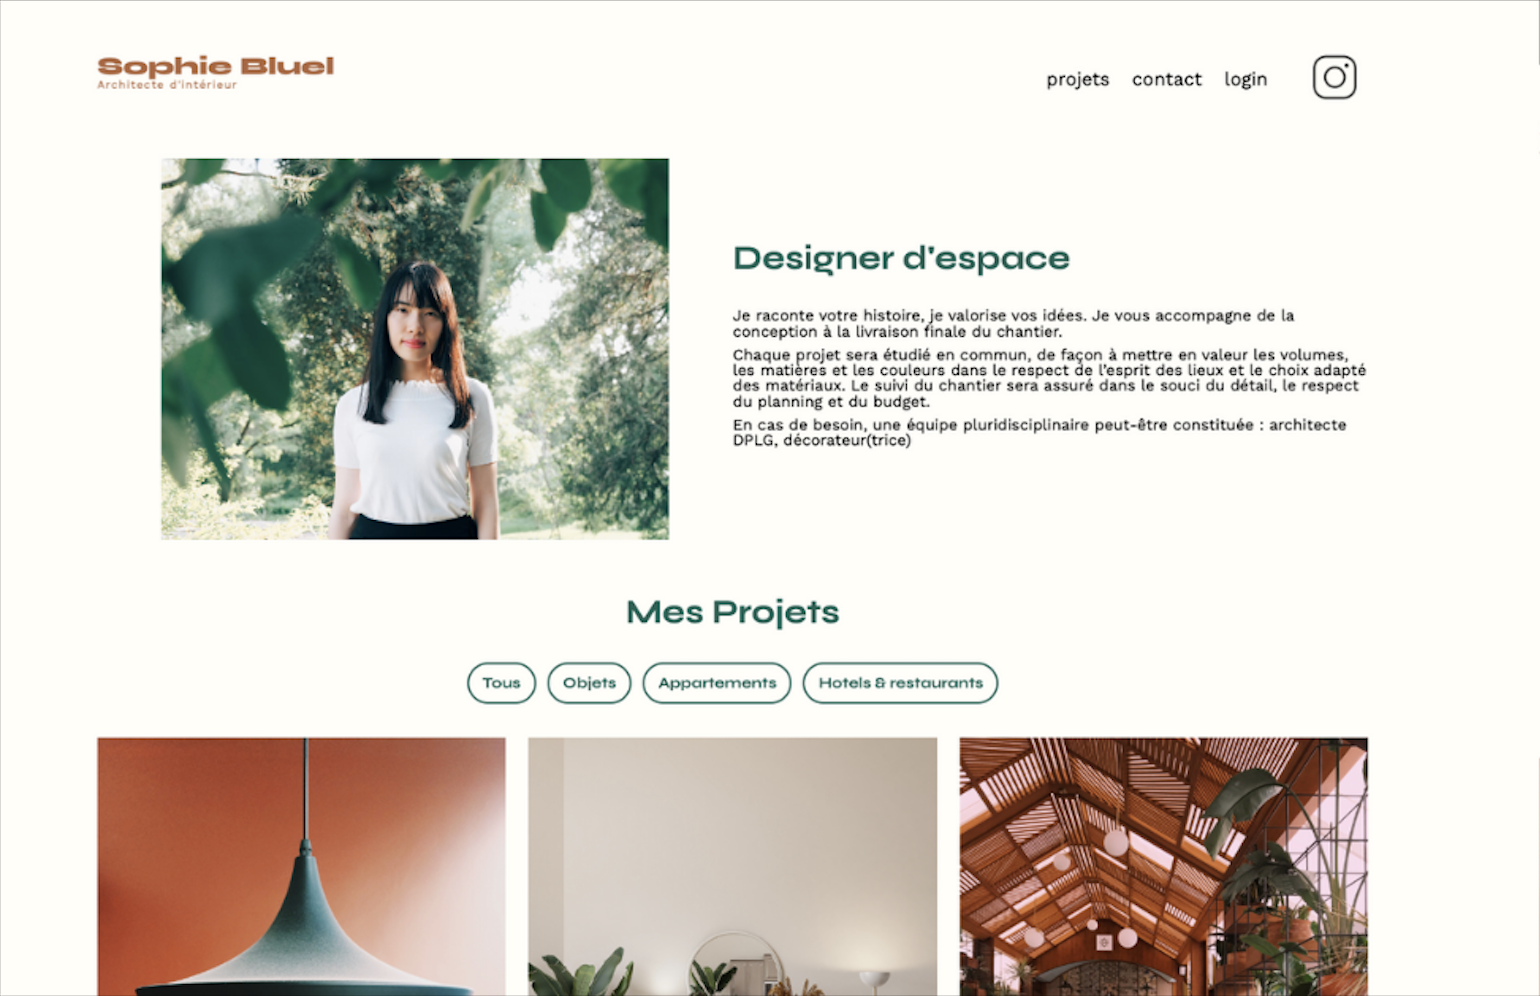 Sophie Bluel
Architecte d'intérieur
projets contact login
Designer d'espace
Je raconte votre histoire, je valorise vos idées. Je vous accompagne de la
conception à la livraison finale du chantier.
Chaque projet sera étudié en commun, de façon à mettre en valeur les volumes,
les matières et les couleurs dans le respect de l'esprit des lieux et le choix adapté
des matériaux. Le suivi du chantier sera assuré dans le souci du détail, le respect
du planning et du budget.
En cas de besoin, une équipe pluridisciplinaire peut-être constituée : architecte
DPLG, décorateur(trice)
Mes Projets
Tous
Objets
Appartements
Hotels & restaurants